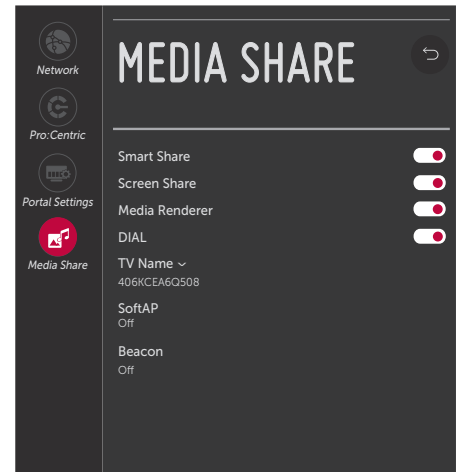 Network
Pro:Centric
Portal Settings
Media Share
MEDIA SHARE
Smart Share
Screen Share
Media Renderer
DIAL
TV Name
406KCEA6Q508
SoftAP
Off
Beacon
Off